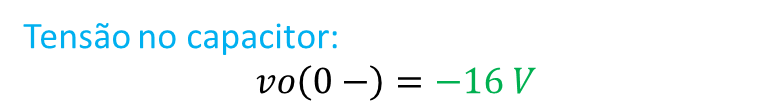 Tensão no capacitor:
vo(0 −) = −16 V